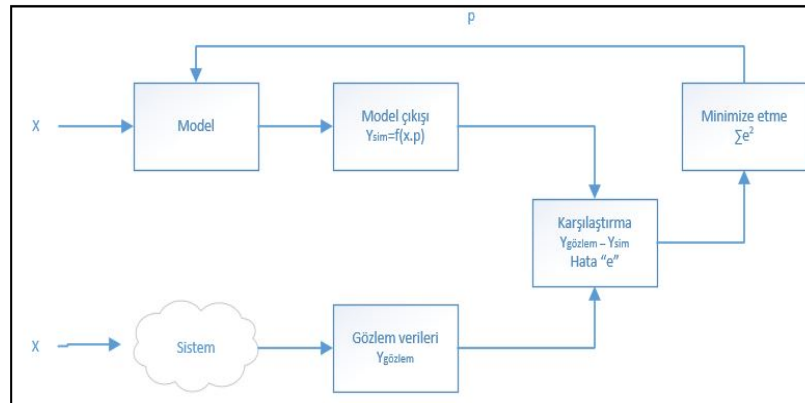 p
X
Model
Model çıkışı
Ysim=f(x.p)
Minimize etme
∑e²
Karşılaştırma
Ygözlem – Ysim
Hata "e"
X
Sistem
Gözlem verileri
Ygözlem